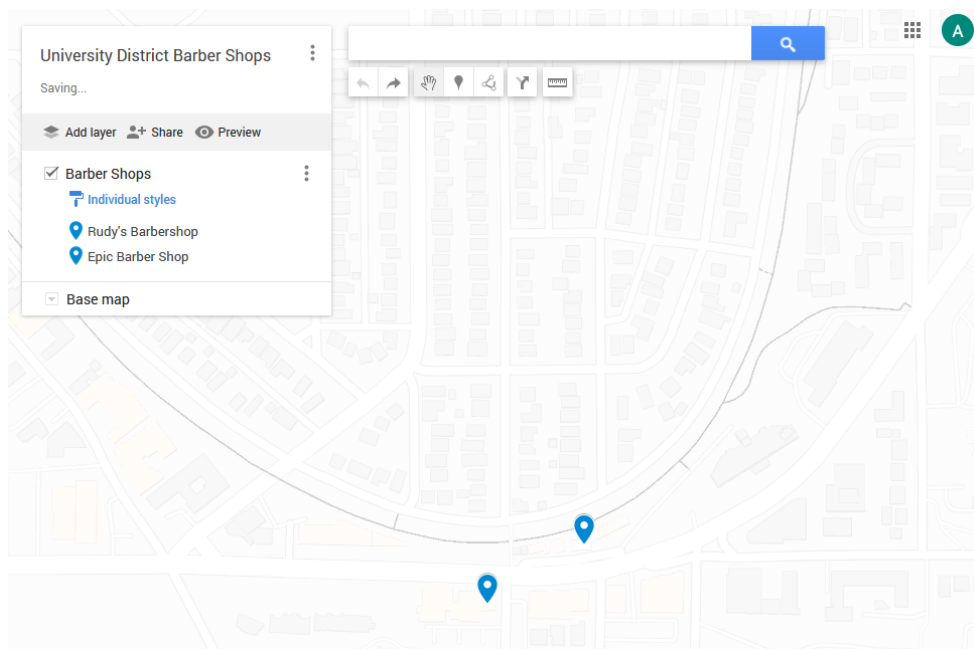 University District Barber Shops
Saving...
A
Add layer Share Preview
Barber Shops
Individual styles
Rudy's Barbershop
Epic Barber Shop
Base map